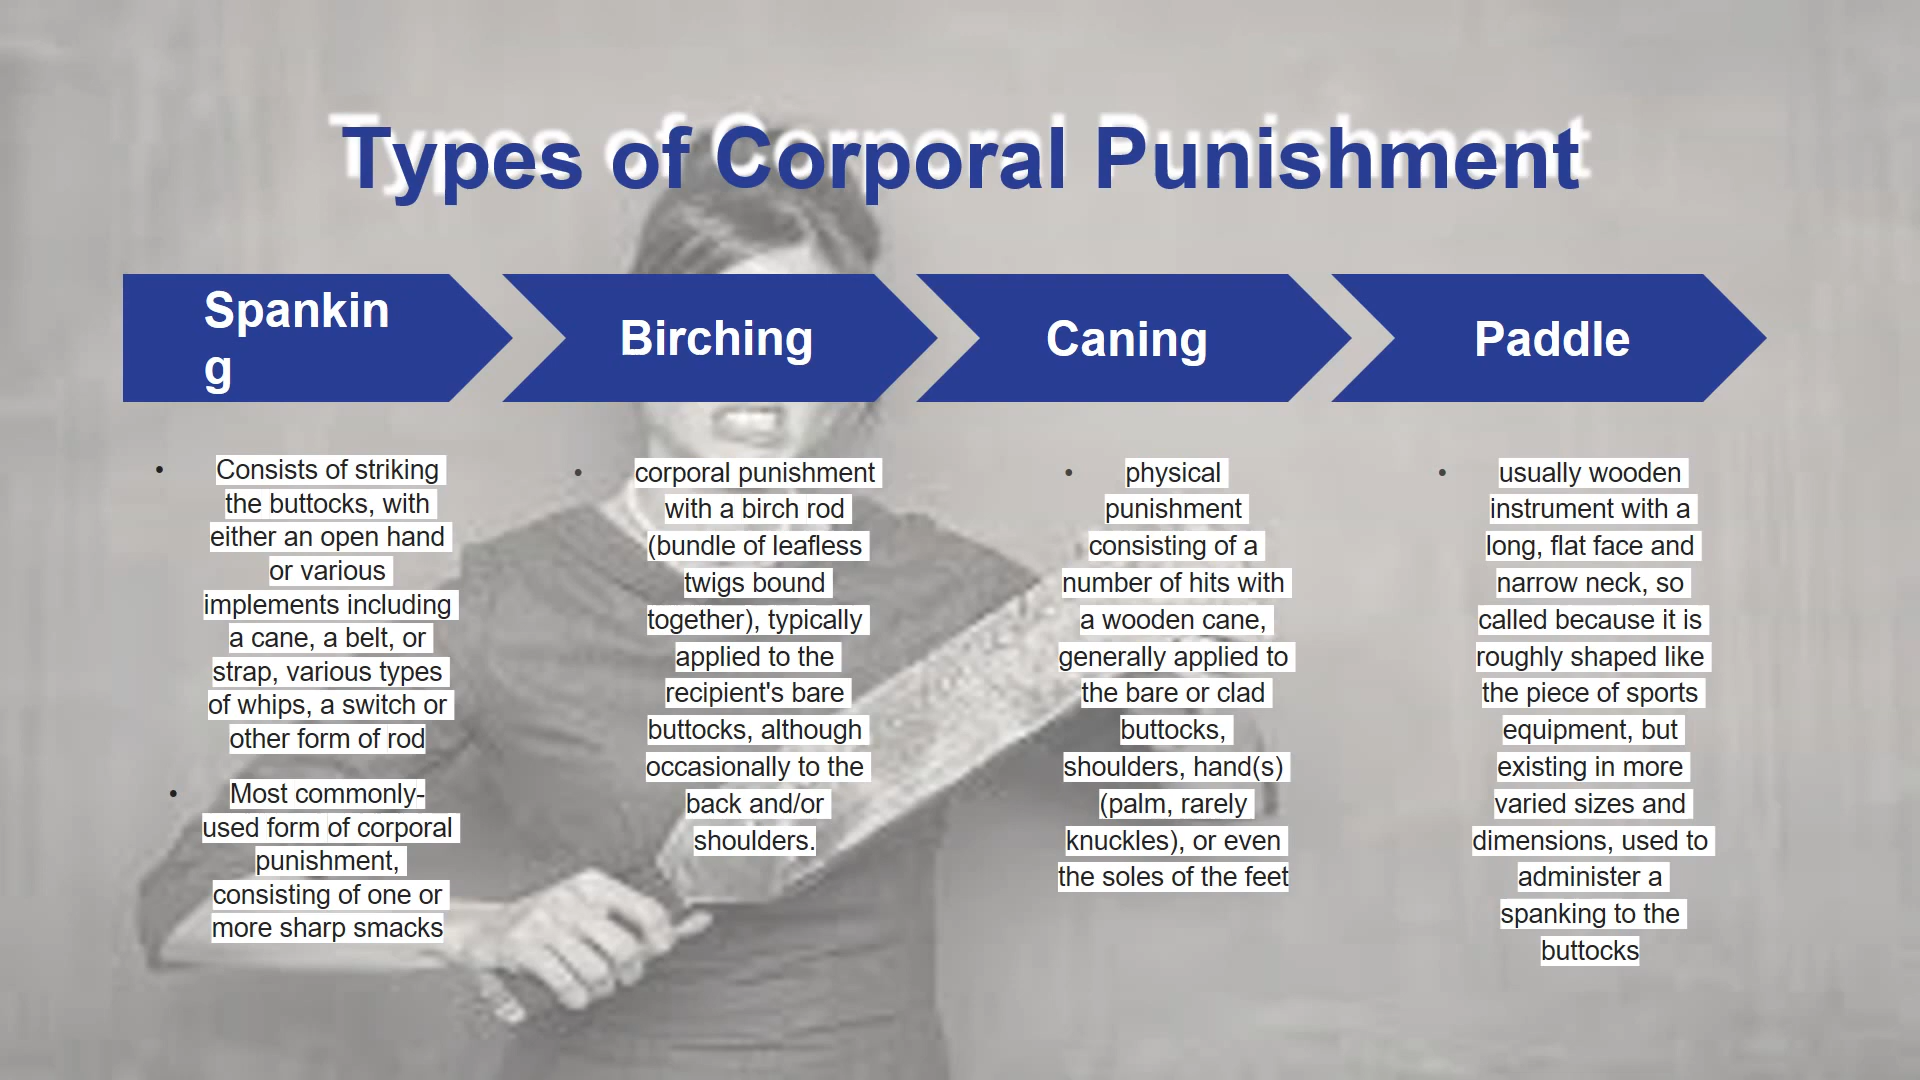 Types of Corporal Punishment
Spankin
g
Birching
Caning
Paddle
• Consists of striking
the buttocks, with
either an open hand
or various
implements including
a cane, a belt, or
strap, various types
of whips, a switch or
other form of rod
• Most commonly-
used form of corporal
punishment,
consisting of one or
more sharp smacks
• corporal punishment
with a birch rod
(bundle of leafless
twigs bound
together), typically
applied to the
recipient's bare
buttocks, although
occasionally to the
back and/or
shoulders.
• physical
punishment
consisting of a
number of hits with
a wooden cane,
generally applied to
the bare or clad
buttocks,
shoulders, hand(s)
(palm, rarely
knuckles), or even
the soles of the feet
• usually wooden
instrument with a
long, flat face and
narrow neck, so
called because it is
roughly shaped like
the piece of sports
equipment, but
existing in more
varied sizes and
dimensions, used to
administer a
spanking to the
buttocks